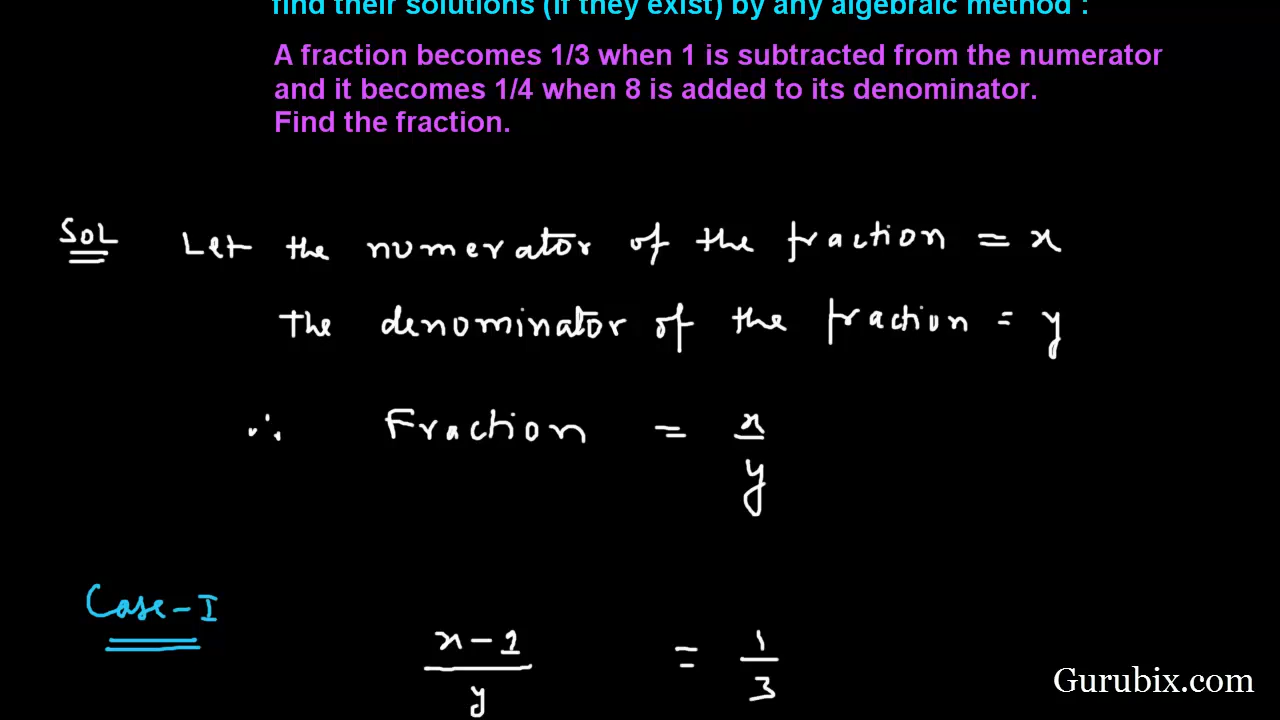 find their solutions (if they exist) by any algebraic method :
A fraction becomes 1/3 when 1 is subtracted from the numerator
and it becomes 1/4 when 8 is added to its denominator.
Find the fraction.
SOL Let the numerator of the fraction = x
The denominator of the fraction = y
∴ Fraction = x/y
Case-I
x-1/y = 1/3
Gurubix.com